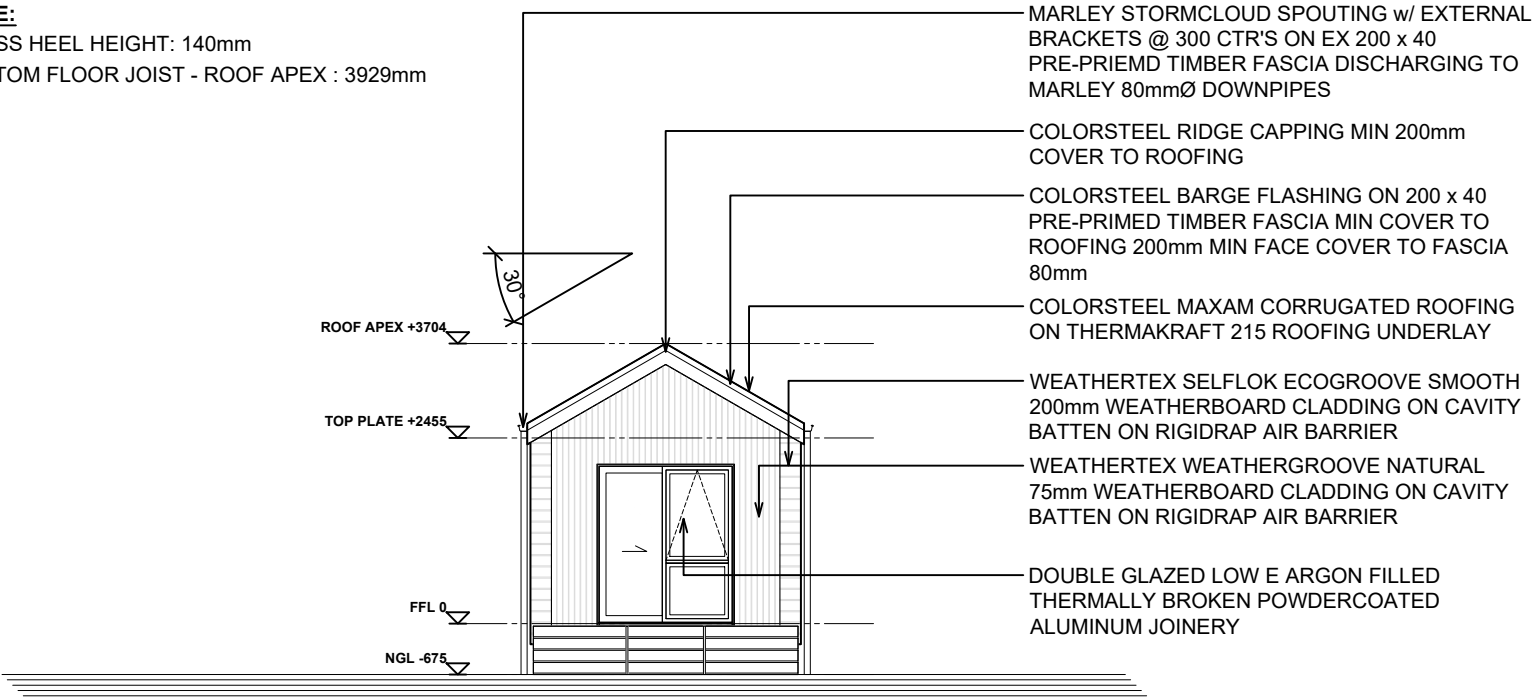 E:
SS HEEL HEIGHT: 140mm
TOM FLOOR JOIST - ROOF APEX : 3929mm
MARLEY STORMCLOUD SPOUTING w/ EXTERNAL
BRACKETS @ 300 CTR'S ON EX 200 x 40
PRE-PRIEMD TIMBER FASCIA DISCHARGING TO
MARLEY 80mmØ DOWNPIPES
COLORSTEEL RIDGE CAPPING MIN 200mm
COVER TO ROOFING
COLORSTEEL BARGE FLASHING ON 200 x 40
PRE-PRIMED TIMBER FASCIA MIN COVER TO
ROOFING 200mm MIN FACE COVER TO FASCIA
80mm
30°
COLORSTEEL MAXAM CORRUGATED ROOFING
ON THERMAKRAFT 215 ROOFING UNDERLAY
ROOF APEX +3704
WEATHERTEX SELFLOK ECOGROOVE SMOOTH
200mm WEATHERBOARD CLADDING ON CAVITY
BATTEN ON RIGIDRAP AIR BARRIER
TOP PLATE +2455
WEATHERTEX WEATHERGROOVE NATURAL
75mm WEATHERBOARD CLADDING ON CAVITY
BATTEN ON RIGIDRAP AIR BARRIER
DOUBLE GLAZED LOW E ARGON FILLED
THERMALLY BROKEN POWDERCOATED
ALUMINUM JOINERY
FFL 0
NGL -675